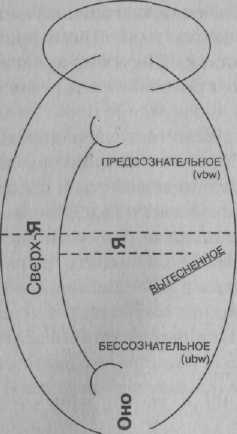 ПРЕДСОЗНАТЕЛЬНОЕ
(vbw)
Сверх-Я
Я
ВЫТЕСНЕННОЕ
БЕССОЗНАТЕЛЬНОЕ
(ubw)
Оно